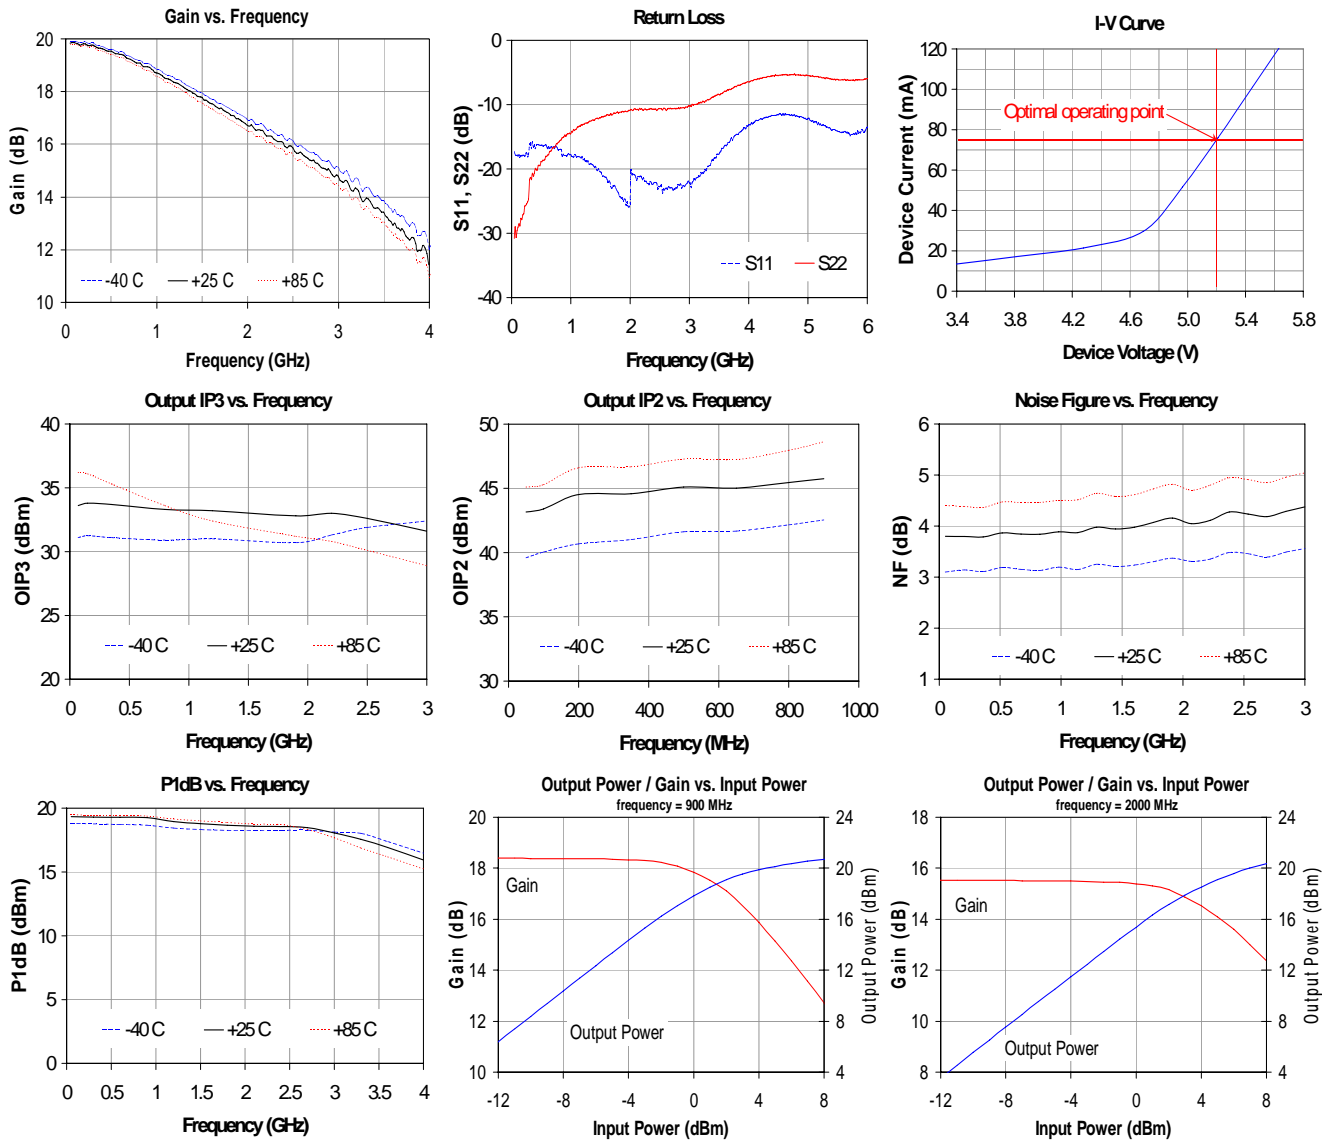 Gain vs. Frequency
Gain (dB)
20
18
16
14
12
10
-40 C
+25 C
+85 C
0 1 2 3 4
Frequency (GHz)
Return Loss
S11, S22 (dB)
0
-10
-20
-30
-40
S11
S22
0 1 2 3 4 5 6
Frequency (GHz)
I-V Curve
Device Current (mA)
120
100
80
60
40
20
0
Optimal operating point
3.4 3.8 4.2 4.6 5.0 5.4 5.8
Device Voltage (V)
Output IP3 vs. Frequency
OIP3 (dBm)
40
35
30
25
20
-40 C
+25 C
+85 C
0 0.5 1 1.5 2 2.5 3
Frequency (GHz)
Output IP2 vs. Frequency
OIP2 (dBm)
50
45
40
35
30
-40 C
+25 C
+85 C
0 200 400 600 800 1000
Frequency (MHz)
Noise Figure vs. Frequency
NF (dB)
6
5
4
3
2
1
-40 C
+25 C
+85 C
0 0.5 1 1.5 2 2.5 3
Frequency (GHz)
P1dB vs. Frequency
P1dB (dBm)
20
15
10
5
0
-40 C
+25 C
+85 C
0 0.5 1 1.5 2 2.5 3 3.5 4
Frequency (GHz)
Output Power / Gain vs. Input Power
frequency = 900 MHz
Gain (dB)
20
18
16
14
12
10
Gain
Output Power
24
20
16
12
8
4
Output Power (dBm)
-12 -8 -4 0 4 8
Input Power (dBm)
Output Power / Gain vs. Input Power
frequency = 2000 MHz
Gain (dB)
18
16
14
12
10
8
Gain
Output Power
24
20
16
12
8
4
Output Power (dBm)
-12 -8 -4 0 4 8
Input Power (dBm)